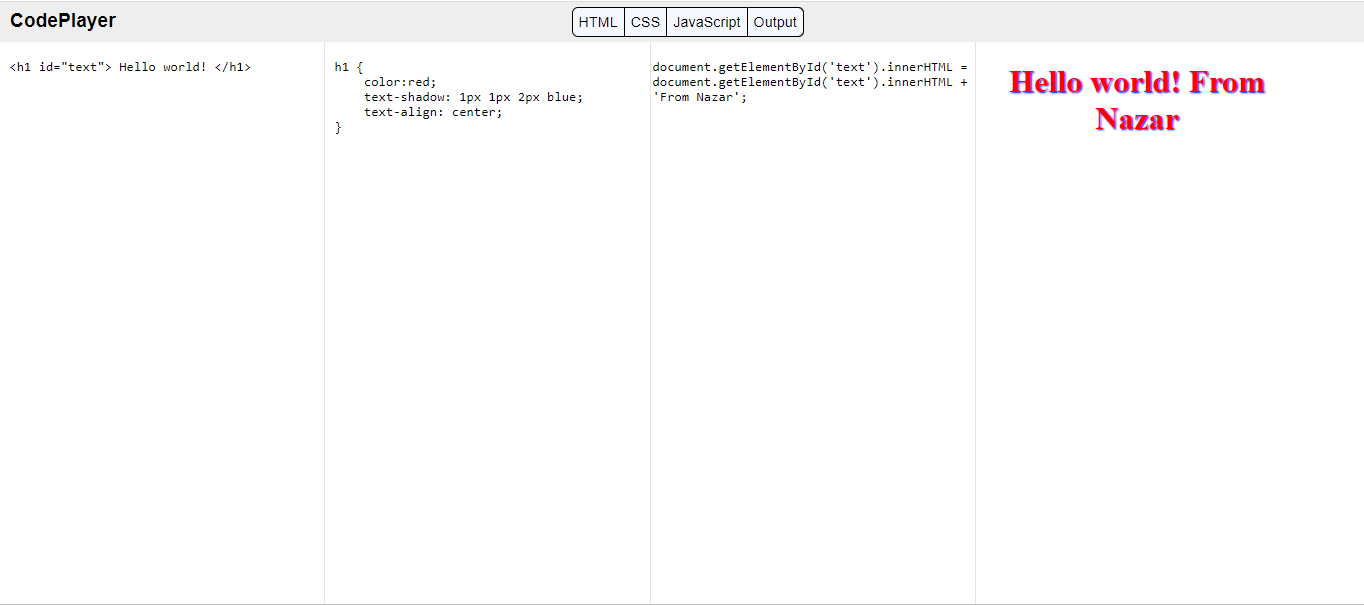 CodePlayer
HTML CSS JavaScript Output
<h1 id="text"> Hello world! </h1>
h1 {
    color:red;
    text-shadow: 1px 1px 2px blue;
    text-align: center;
}
document.getElementById('text').innerHTML =
document.getElementById('text').innerHTML +
'From Nazar';
Hello world! From
Nazar